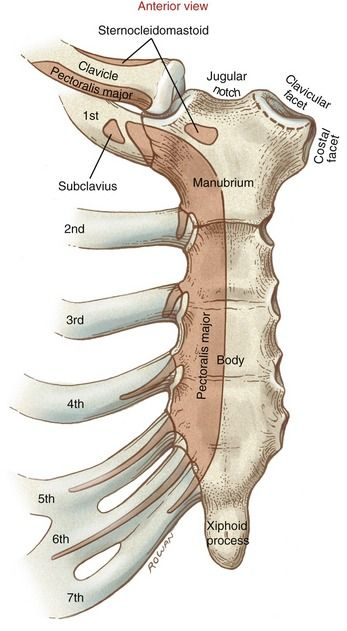 Anterior view
Sternocleidomastoid
Clavicle
Pectoralis major
Jugular
notch
Clavicular
facet
Costal
facet
1st
Subclavius
Manubrium
2nd
3rd
Pectoralis major
Body
4th
5th
6th
7th
Xiphoid
process
ROWAN